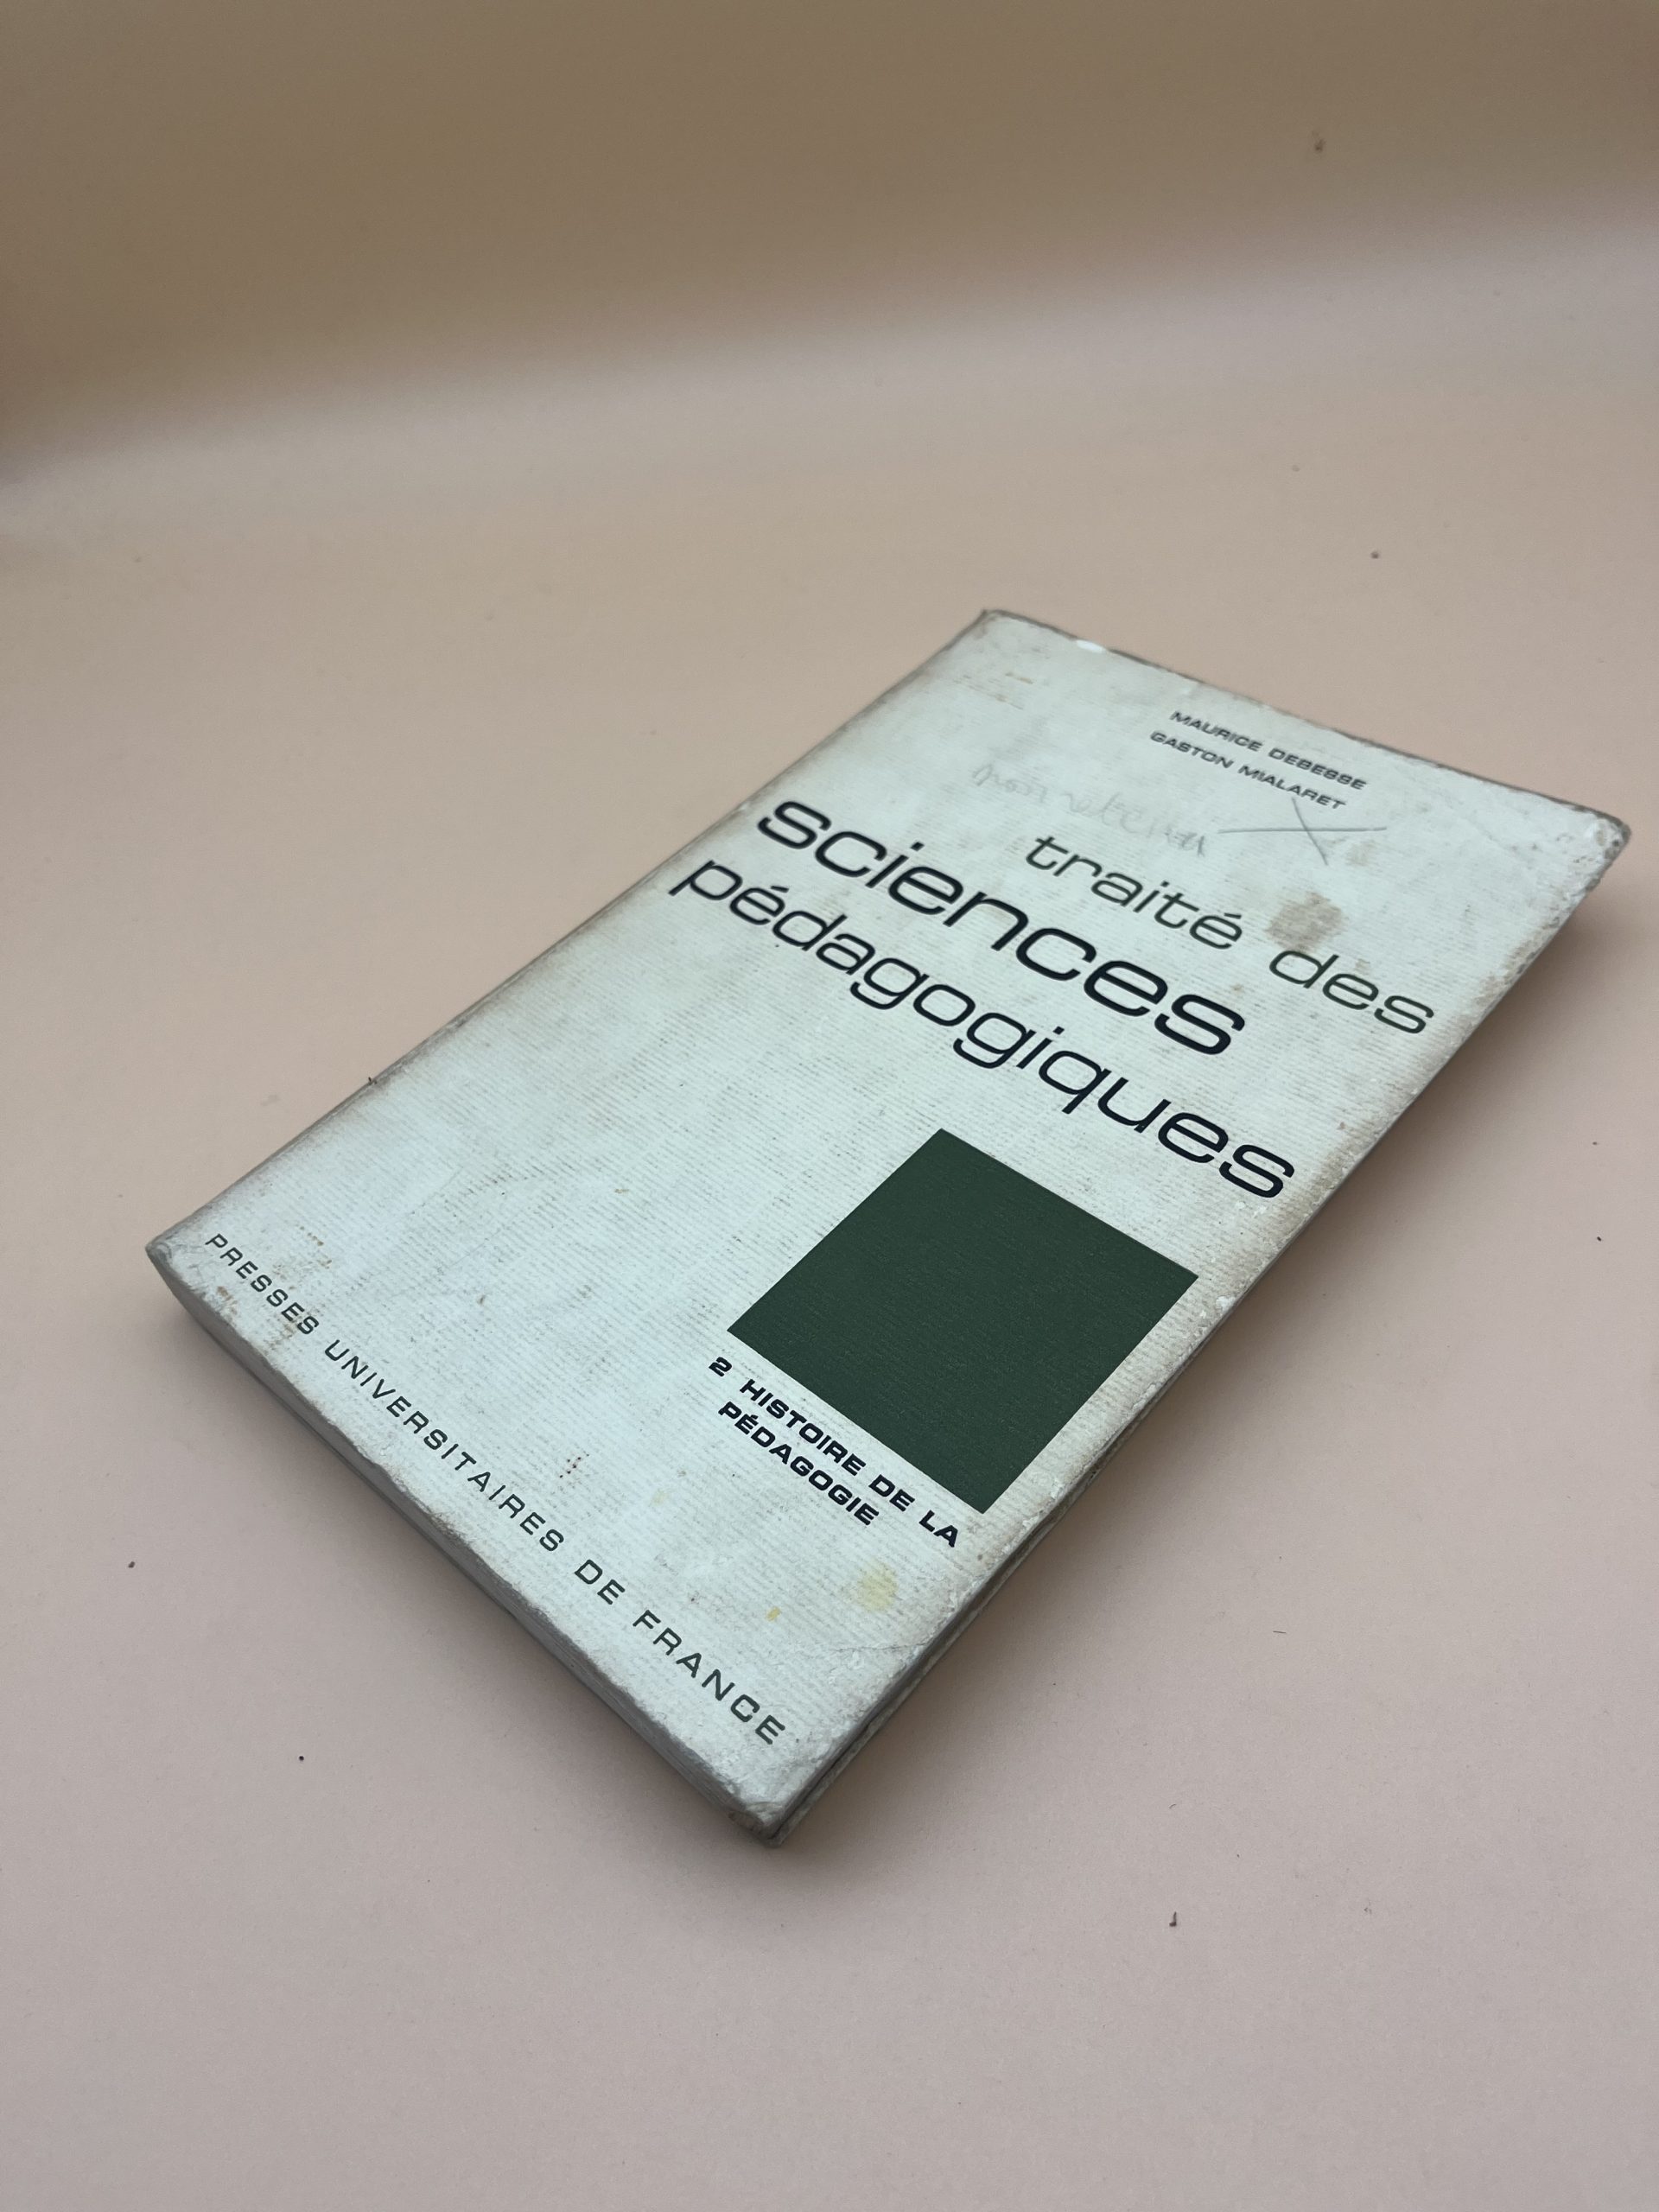 MAURICE DEBESSE
GASTON MIALARET
traité des
sciences
pédagogiques
2 HISTOIRE DE LA
PÉDAGOGIE
PRESSES UNIVERSITAIRES DE FRANCE